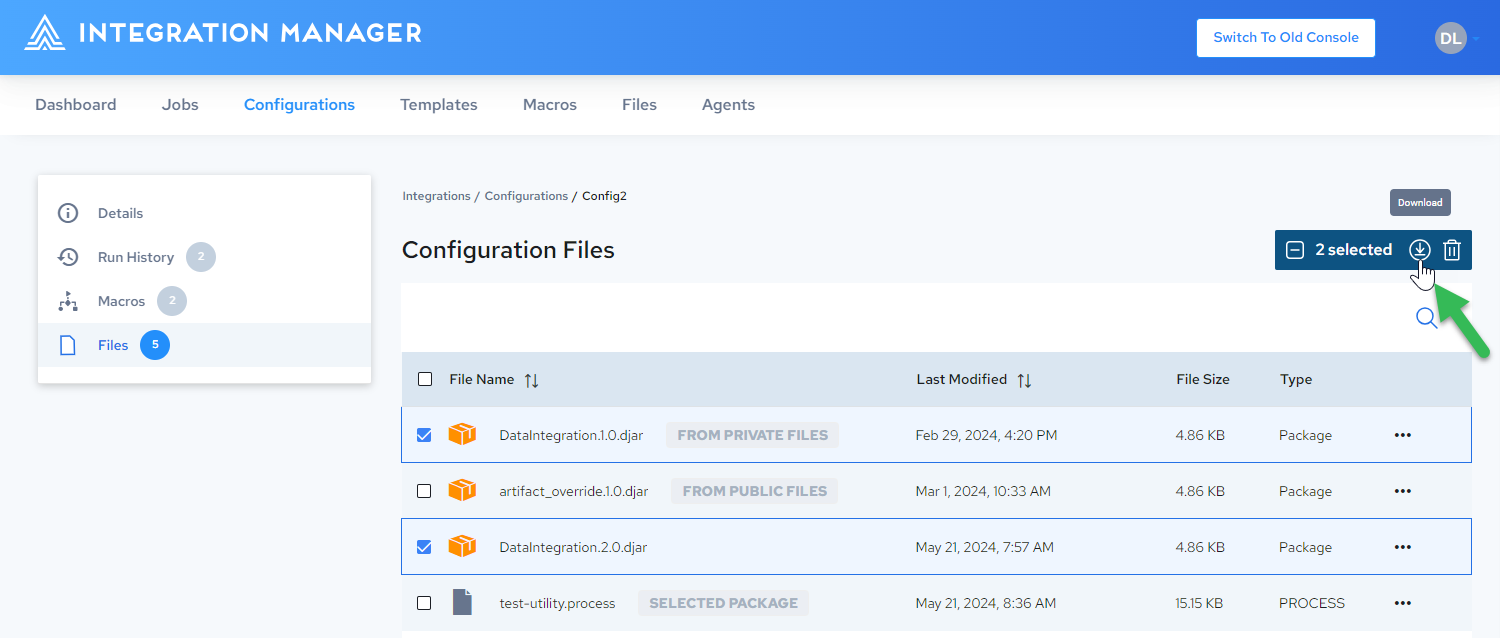 INTEGRATION MANAGER
Switch To Old Console
DL
Dashboard Jobs Configurations Templates Macros Files Agents
Details
Run History 2
Macros 2
Files 5
Integrations / Configurations / Config2
Download
Configuration Files
2 selected
File Name Last Modified File Size Type
DataIntegration.1.0.djar FROM PRIVATE FILES Feb 29, 2024, 4:20 PM 4.86 KB Package
artifact_override.1.0.djar FROM PUBLIC FILES Mar 1, 2024, 10:33 AM 4.86 KB Package
DataIntegration.2.0.djar May 21, 2024, 7:57 AM 4.86 KB Package
test-utility.process SELECTED PACKAGE May 21, 2024, 8:36 AM 15.15 KB PROCESS